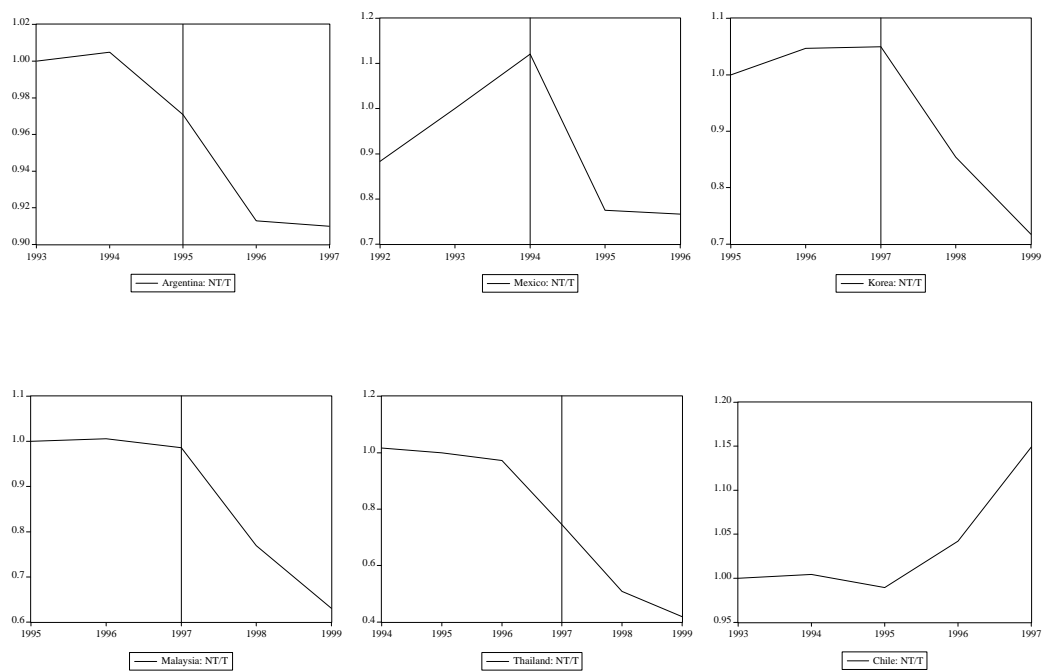 1.02
1.00
0.98
0.96
0.94
0.92
0.90
1993 1994 1995 1996 1997
Argentina: NT/T
1.2
1.1
1.0
0.9
0.8
0.7
1992 1993 1994 1995 1996
Mexico: NT/T
1.1
1.0
0.9
0.8
0.7
1995 1996 1997 1998 1999
Korea: NT/T
1.1
1.0
0.9
0.8
0.7
0.6
1995 1996 1997 1998 1999
Malaysia: NT/T
1.2
1.0
0.8
0.6
0.4
1994 1995 1996 1997 1998 1999
Thailand: NT/T
1.20
1.15
1.10
1.05
1.00
0.95
1993 1994 1995 1996 1997
Chile: NT/T